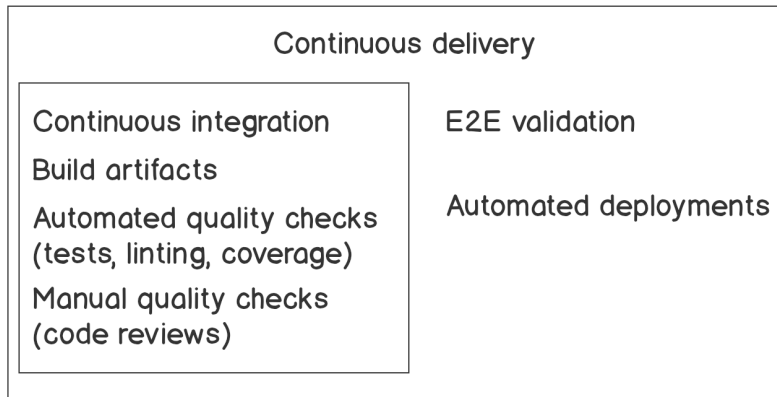 Continuous delivery
Continuous integration
Build artifacts
Automated quality checks
(tests, linting, coverage)
Manual quality checks
(code reviews)
E2E validation
Automated deployments